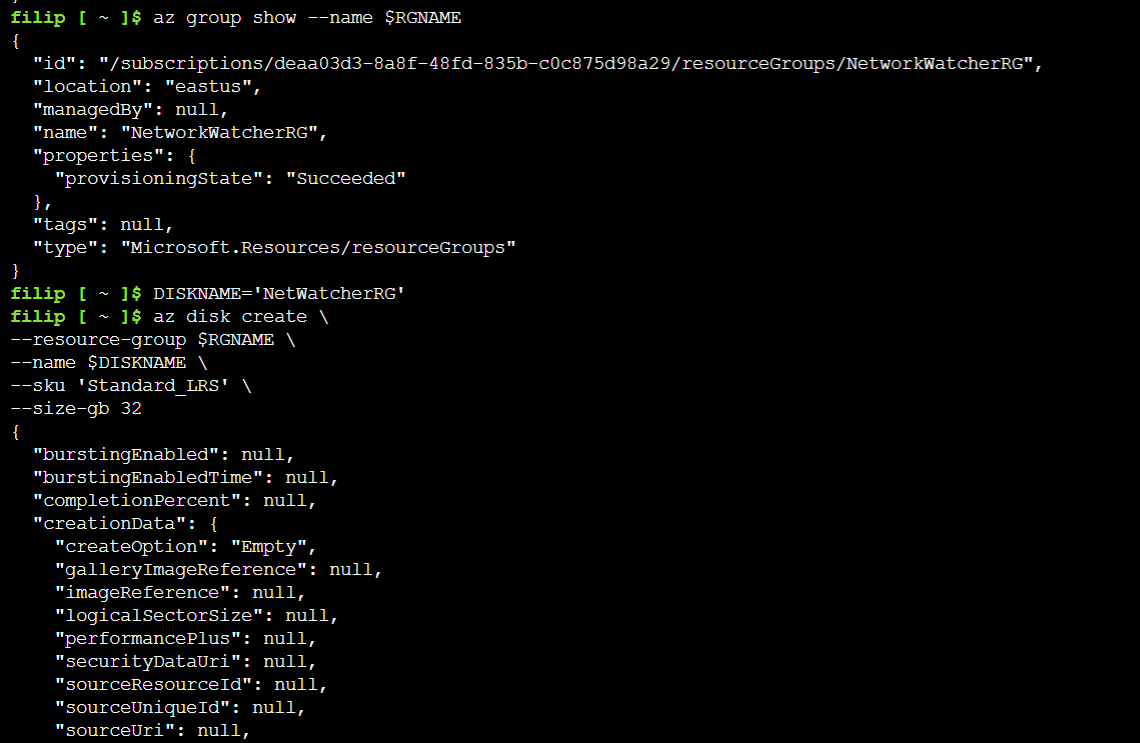 }
filip [ ~ ]$ az group show --name $RGNAME
{
  "id": "/subscriptions/deaa03d3-8a8f-48fd-835b-c0c875d98a29/resourceGroups/NetworkWatcherRG",
  "location": "eastus",
  "managedBy": null,
  "name": "NetworkWatcherRG",
  "properties": {
    "provisioningState": "Succeeded"
  },
  "tags": null,
  "type": "Microsoft.Resources/resourceGroups"
}
filip [ ~ ]$ DISKNAME='NetWatcherRG'
filip [ ~ ]$ az disk create \
--resource-group $RGNAME \
--name $DISKNAME \
--sku 'Standard_LRS' \
--size-gb 32
{
  "burstingEnabled": null,
  "burstingEnabledTime": null,
  "completionPercent": null,
  "creationData": {
    "createOption": "Empty",
    "galleryImageReference": null,
    "imageReference": null,
    "logicalSectorSize": null,
    "performancePlus": null,
    "securityDataUri": null,
    "sourceResourceId": null,
    "sourceUniqueId": null,
    "sourceUri": null,